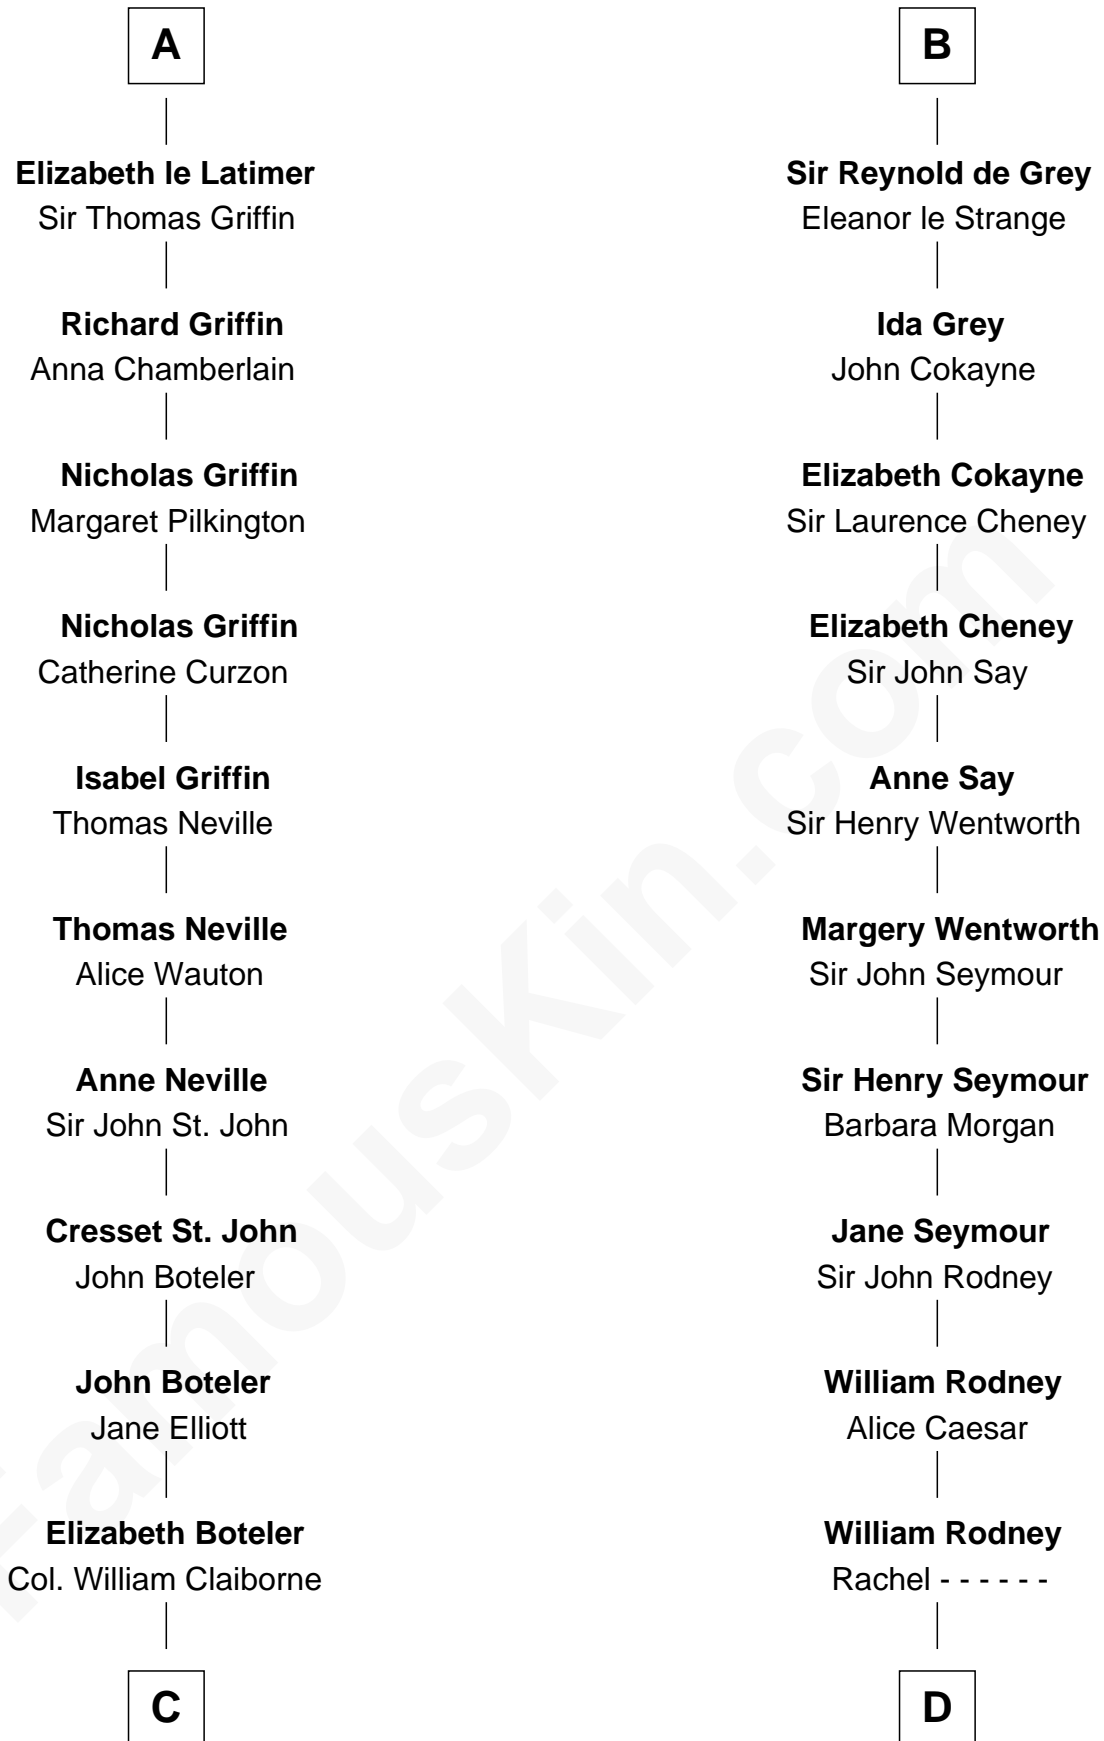 A
Elizabeth le Latimer
Sir Thomas Griffin
Richard Griffin
Anna Chamberlain
Nicholas Griffin
Margaret Pilkington
Nicholas Griffin
Catherine Curzon
Isabel Griffin
Thomas Neville
Thomas Neville
Alice Wauton
Anne Neville
Sir John St. John
Cresset St. John
John Boteler
John Boteler
Jane Elliott
Elizabeth Boteler
Col. William Claiborne
C
B
Sir Reynold de Grey
Eleanor le Strange
Ida Grey
John Cokayne
Elizabeth Cokayne
Sir Laurence Cheney
Elizabeth Cheney
Sir John Say
Anne Say
Sir Henry Wentworth
Margery Wentworth
Sir John Seymour
Sir Henry Seymour
Barbara Morgan
Jane Seymour
Sir John Rodney
William Rodney
Alice Caesar
William Rodney
Rachel - - - - - -
D
FamousKin.com